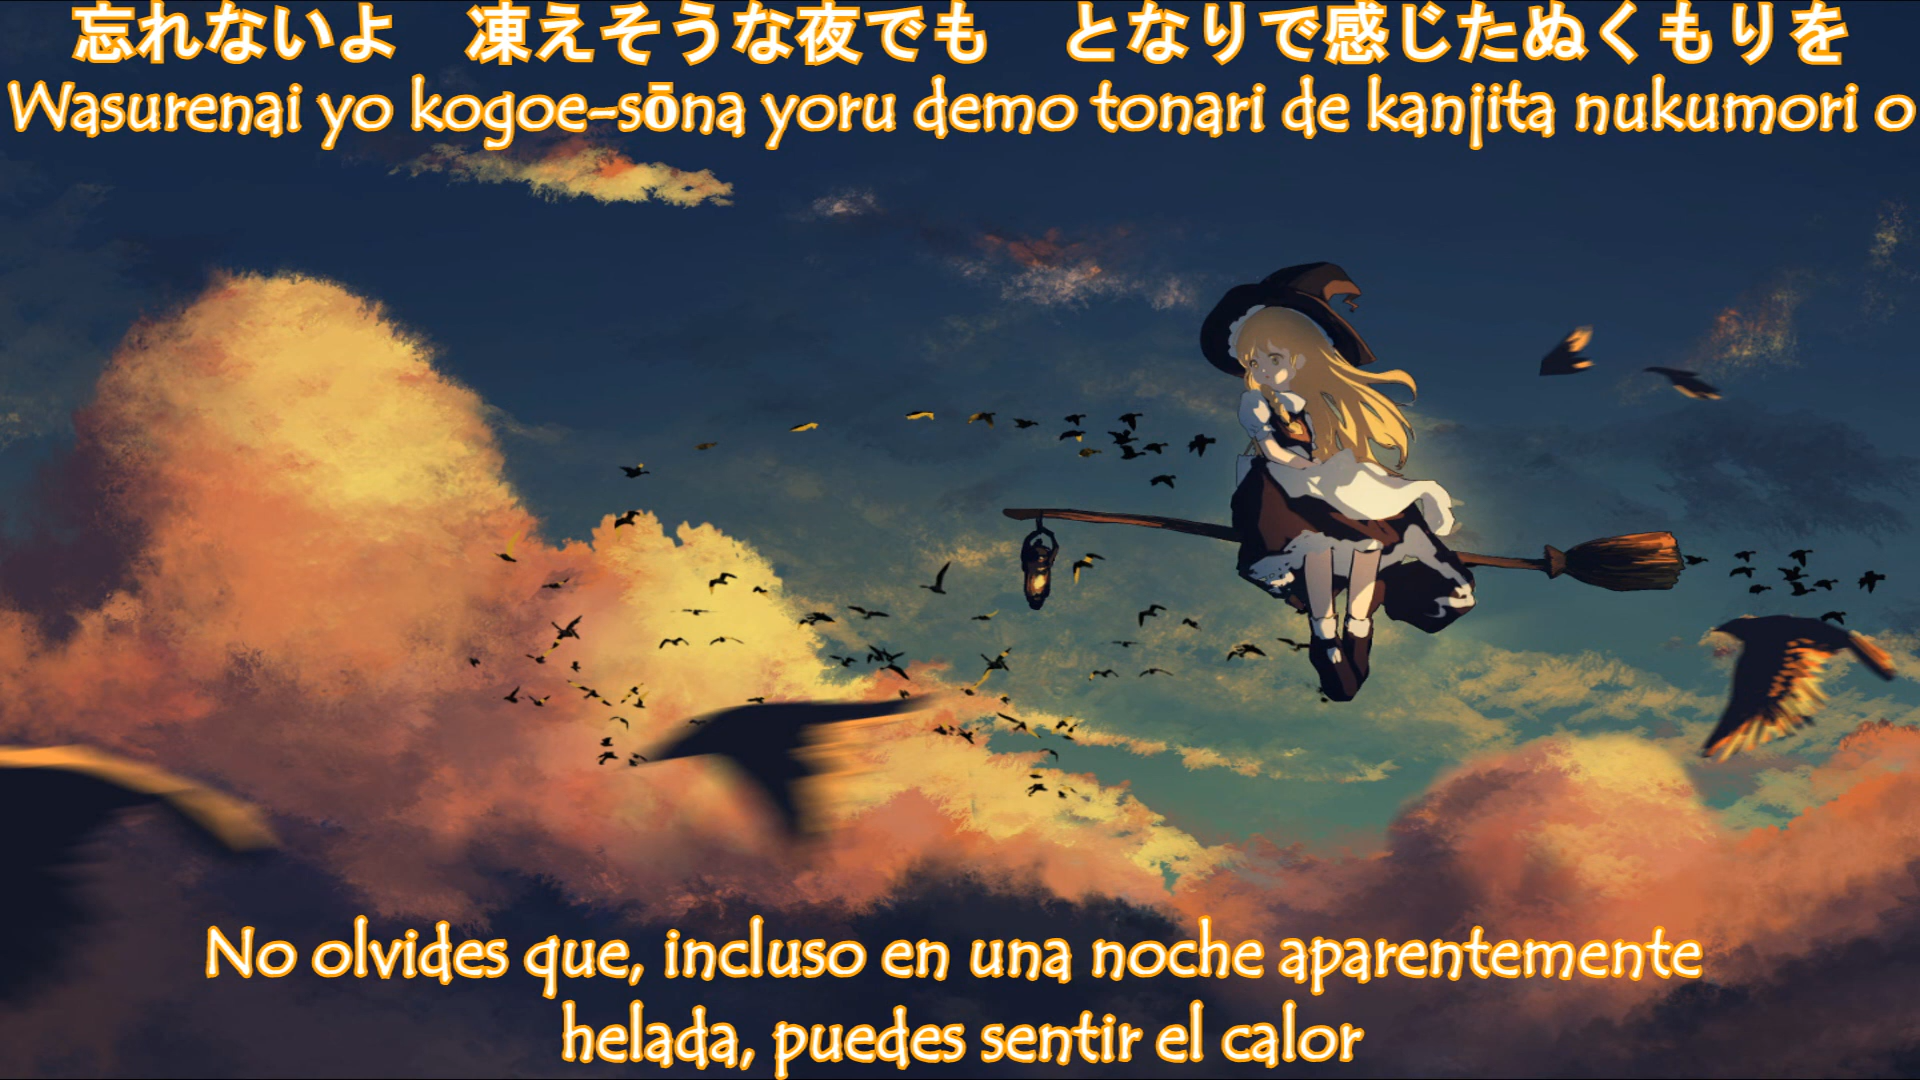 忘れないよ　凍えそうな夜でも　となりで感じたぬくもりを
Wasurenai yo kogoe-sōna yoru demo tonari de kanjita nukumori o
No olvides que, incluso en una noche aparentemente
helada, puedes sentir el calor